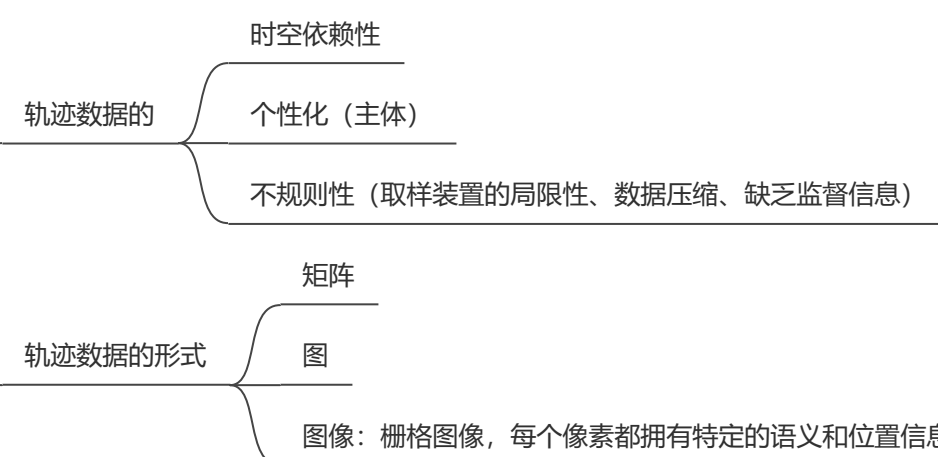 时空依赖性
轨迹数据的
个性化（主体）
不规则性（取样装置的局限性、数据压缩、缺乏监督信息）
矩阵
轨迹数据的形式
图
图像：栅格图像，每个像素都拥有特定的语义和位置信息